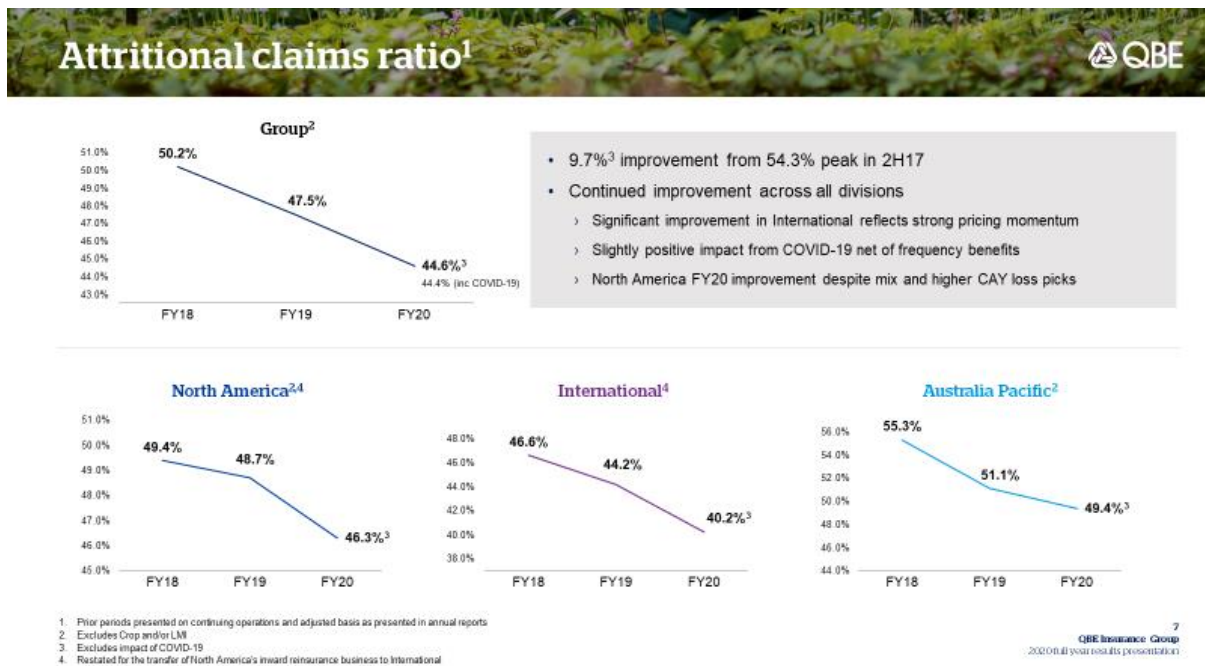 Attritional claims ratio1
QBE
Group2
51.0%
50.0%
49.0%
48.0%
47.0%
46.0%
45.0%
44.0%
43.0%
50.2%
47.5%
44.6%3
44.4% (inc COVID-19)
FY18 FY19 FY20
• 9.7%3 improvement from 54.3% peak in 2H17
• Continued improvement across all divisions
› Significant improvement in International reflects strong pricing momentum
› Slightly positive impact from COVID-19 net of frequency benefits
› North America FY20 improvement despite mix and higher CAY loss picks
North America2,4
51.0%
50.0%
49.0%
48.0%
47.0%
46.0%
45.0%
49.4%
48.7%
46.3%3
FY18 FY19 FY20
International4
48.0%
46.0%
44.0%
42.0%
40.0%
38.0%
46.6%
44.2%
40.2%3
FY18 FY19 FY20
Australia Pacific2
56.0%
54.0%
52.0%
50.0%
48.0%
46.0%
44.0%
55.3%
51.1%
49.4%3
FY18 FY19 FY20
1. Prior periods presented on continuing operations and adjusted basis as presented in annual reports
2. Excludes Crop and/or LMI
3. Excludes impact of COVID-19
4. Restated for the transfer of North America's inward reinsurance business to International
7
QBE Insurance Group
2020 full year results presentation